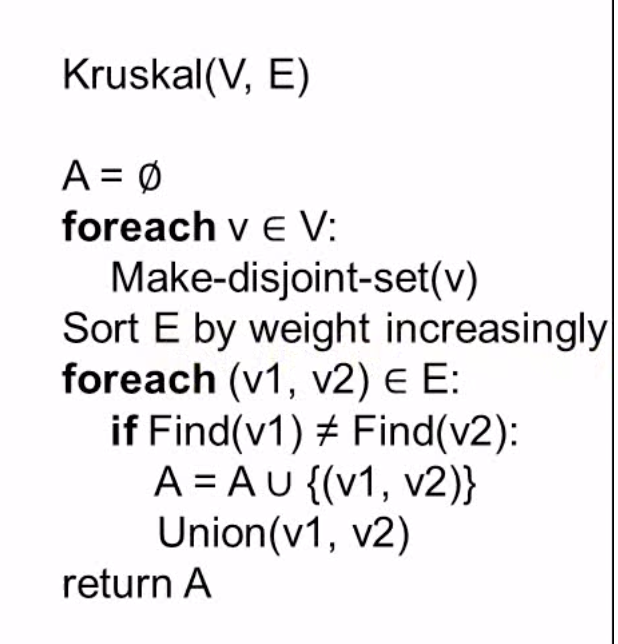 Kruskal(V, E)
A = ∅
foreach v ∈ V:
Make-disjoint-set(v)
Sort E by weight increasingly
foreach (v1, v2) ∈ E:
if Find(v1) ≠ Find(v2):
A = A ∪ {(v1, v2)}
Union(v1, v2)
return A